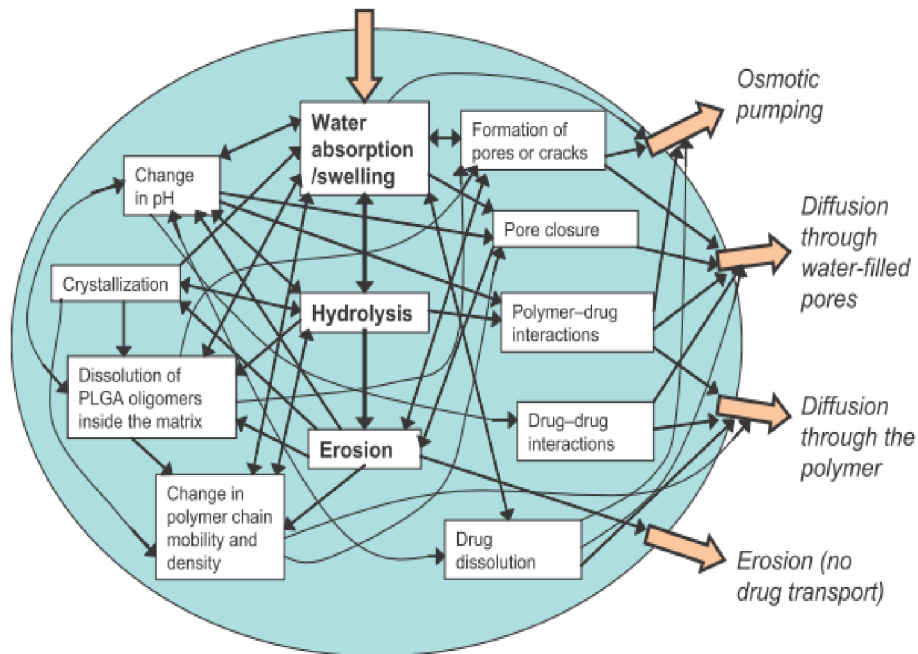 Osmotic
pumping
Water
absorption
/swelling
Formation of
pores or cracks
Change
in pH
Pore closure
Diffusion
through
water-filled
pores
Crystallization
Hydrolysis
Polymer–drug
interactions
Dissolution of
PLGA oligomers
inside the matrix
Drug–drug
interactions
Diffusion
through the
polymer
Erosion
Change in
polymer chain
mobility and
density
Drug
dissolution
Erosion (no
drug transport)